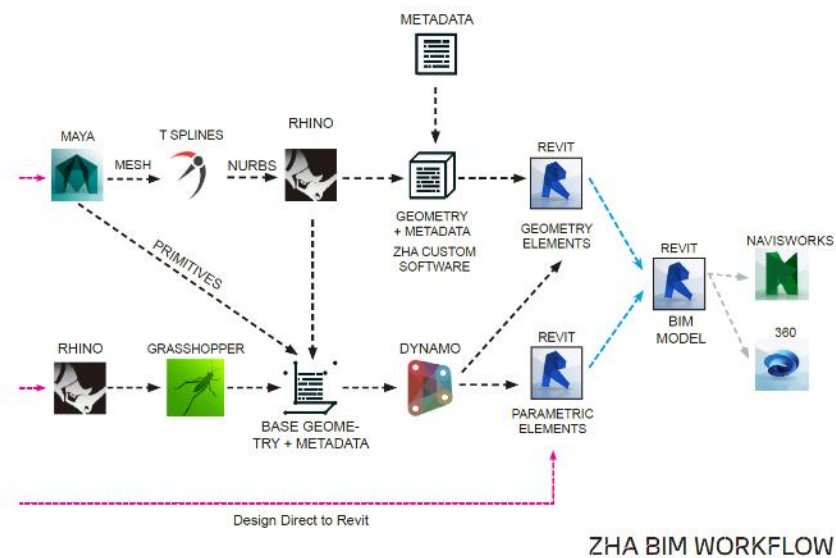 METADATA
MAYA
MESH
T SPLINES
NURBS
RHINO
GEOMETRY
+ METADATA
ZHA CUSTOM
SOFTWARE
REVIT
GEOMETRY
ELEMENTS
PRIMITIVES
REVIT
BIM
MODEL
NAVISWORKS
360
RHINO
GRASSHOPPER
BASE GEOME-
TRY + METADATA
DYNAMO
REVIT
PARAMETRIC
ELEMENTS
Design Direct to Revit
ZHA BIM WORKFLOW